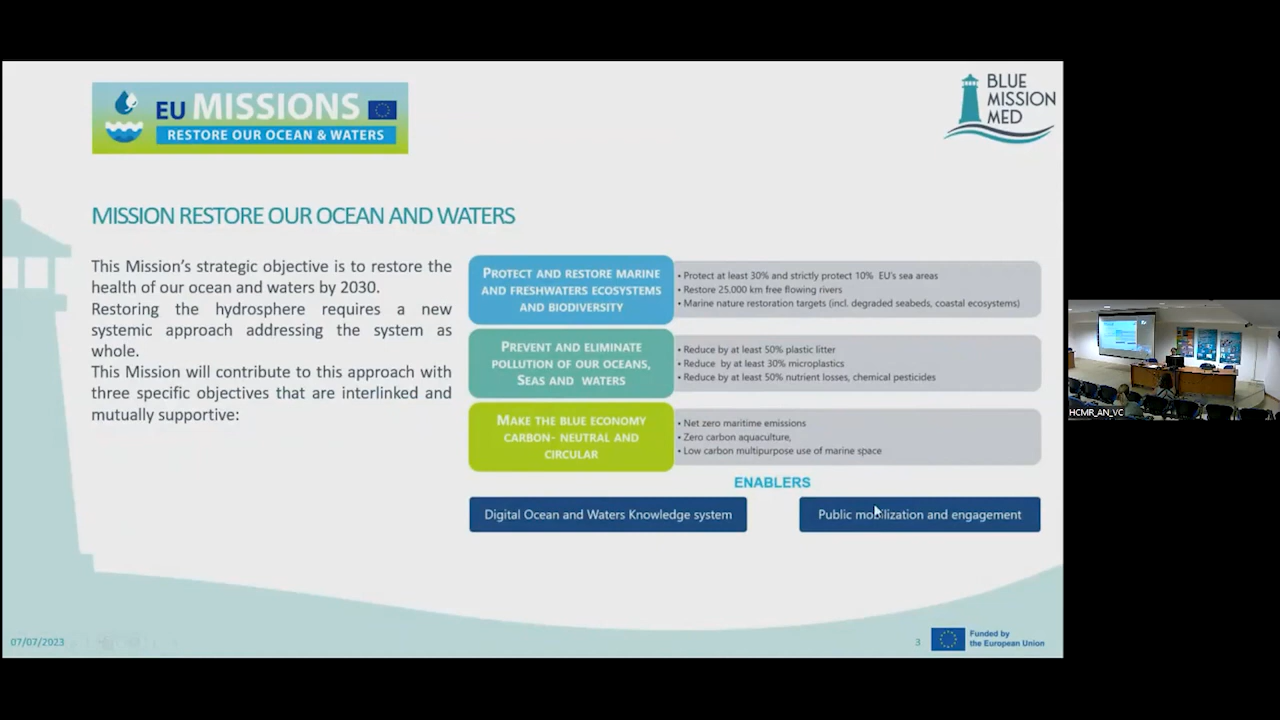 EU MISSIONS
RESTORE OUR OCEAN & WATERS
BLUE
MISSION
MED
MISSION RESTORE OUR OCEAN AND WATERS
This Mission's strategic objective is to restore the
health of our ocean and waters by 2030.
Restoring the hydrosphere requires a new
systemic approach addressing the system as
whole.
This Mission will contribute to this approach with
three specific objectives that are interlinked and
mutually supportive:
PROTECT AND RESTORE MARINE
AND FRESHWATERS ECOSYSTEMS
AND BIODIVERSITY
• Protect at least 30% and strictly protect 10% EU's sea areas
• Restore 25.000 km free flowing rivers
• Marine nature restoration targets (incl. degraded seabeds, coastal ecosystems)
PREVENT AND ELIMINATE
POLLUTION OF OUR OCEANS,
SEAS AND WATERS
• Reduce by at least 50% plastic litter
• Reduce by at least 30% microplastics
• Reduce by at least 50% nutrient losses, chemical pesticides
MAKE THE BLUE ECONOMY
CARBON- NEUTRAL AND
CIRCULAR
• Net zero maritime emissions
• Zero carbon aquaculture,
• Low carbon multipurpose use of marine space
ENABLERS
Digital Ocean and Waters Knowledge system
Public mobilization and engagement
07/07/2023
3
Funded by
the European Union
HCMR_AN_VC